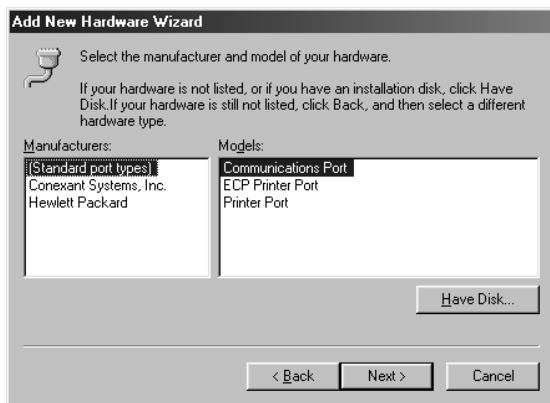 Add New Hardware Wizard
Select the manufacturer and model of your hardware.
If your hardware is not listed, or if you have an installation disk, click Have
Disk.If your hardware is still not listed, click Back, and then select a different
hardware type.
Manufacturers:
(Standard port types)
Conexant Systems, Inc.
Hewlett Packard
Models:
Communications Port
ECP Printer Port
Printer Port
Have Disk...
< Back
Next >
Cancel